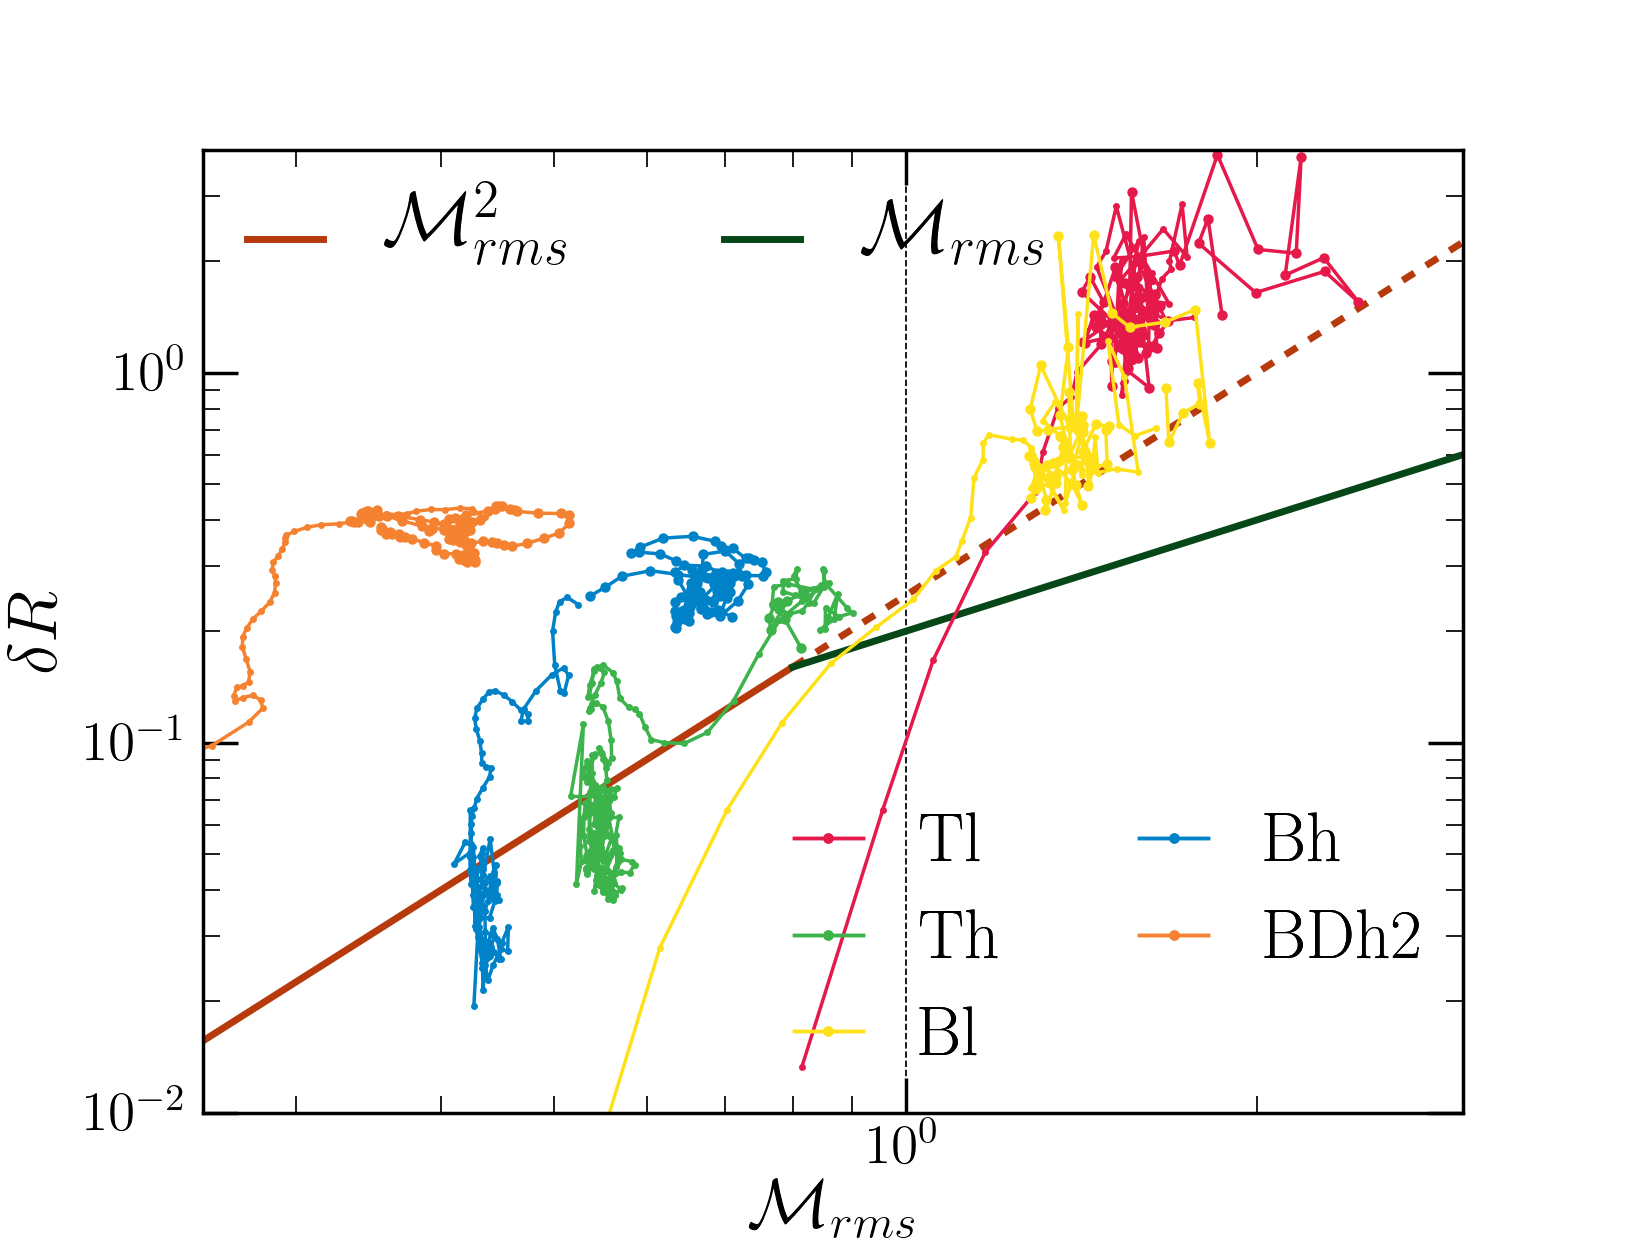 ℳ²ᵣₘₛ ℳᵣₘₛ
10⁰
10⁻¹
10⁻²
δR
Tl Bh
Th BDh2
Bl
10⁰
ℳᵣₘₛ